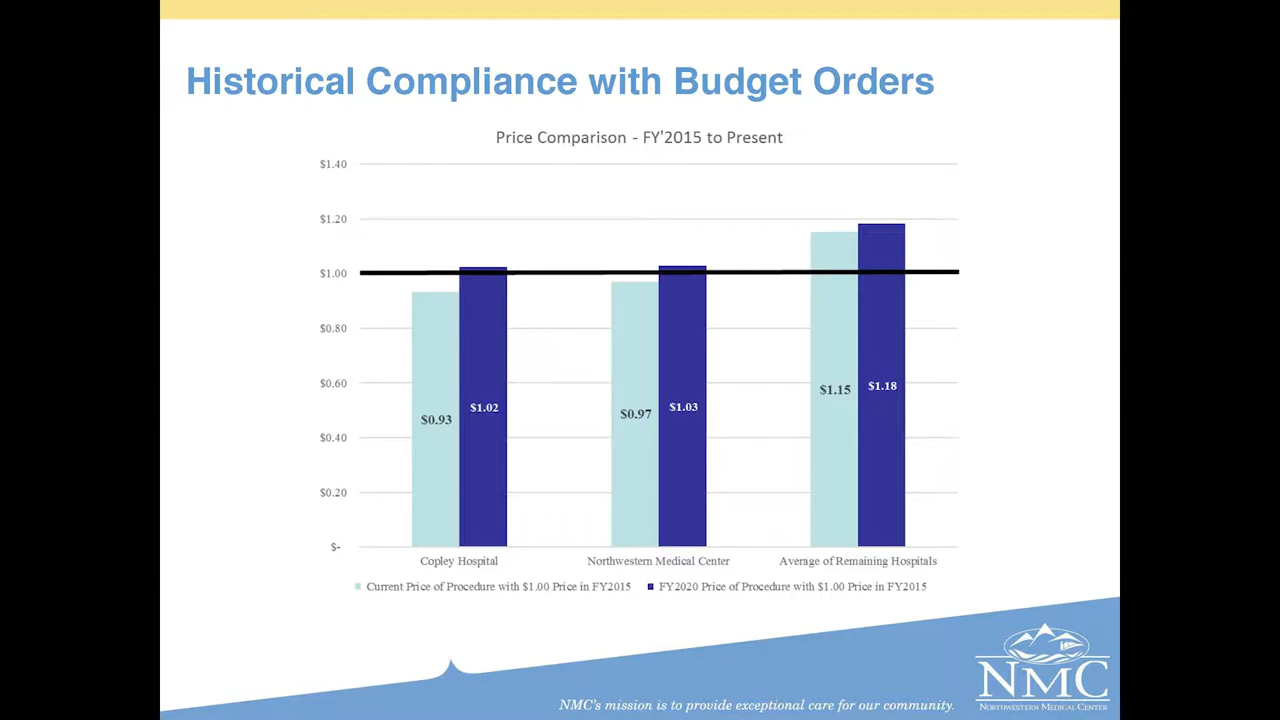 Historical Compliance with Budget Orders
Price Comparison - FY'2015 to Present
$1.40
$1.20
$1.00
$0.80
$0.60
$0.40
$0.20
$-
$0.93
$1.02
$0.97
$1.03
$1.15
$1.18
Copley Hospital
Northwestern Medical Center
Average of Remaining Hospitals
Current Price of Procedure with $1.00 Price in FY2015
FY2020 Price of Procedure with $1.00 Price in FY2015
NMC's mission is to provide exceptional care for our community.
NMC
NORTHWESTERN MEDICAL CENTER